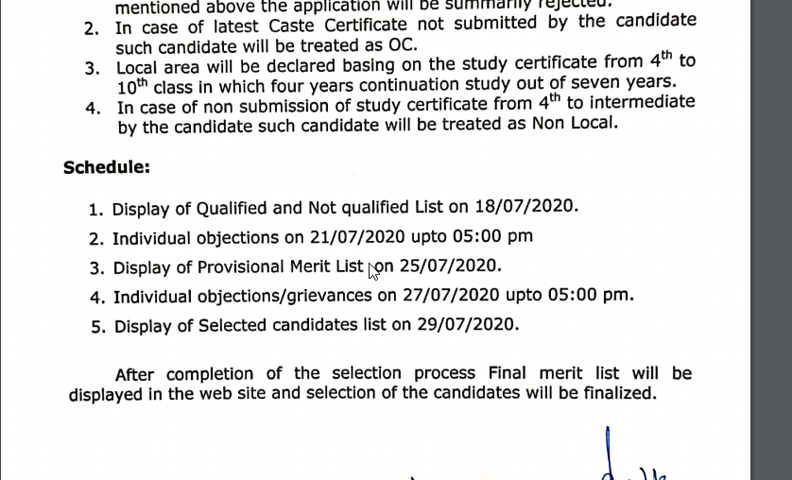 mentioned above the application will be summarily rejected.
2. In case of latest Caste Certificate not submitted by the candidate
such candidate will be treated as OC.
3. Local area will be declared basing on the study certificate from 4th to
10th class in which four years continuation study out of seven years.
4. In case of non submission of study certificate from 4th to intermediate
by the candidate such candidate will be treated as Non Local.
Schedule:
1. Display of Qualified and Not qualified List on 18/07/2020.
2. Individual objections on 21/07/2020 upto 05:00 pm
3. Display of Provisional Merit List on 25/07/2020.
4. Individual objections/grievances on 27/07/2020 upto 05:00 pm.
5. Display of Selected candidates list on 29/07/2020.
After completion of the selection process Final merit list will be
displayed in the web site and selection of the candidates will be finalized.